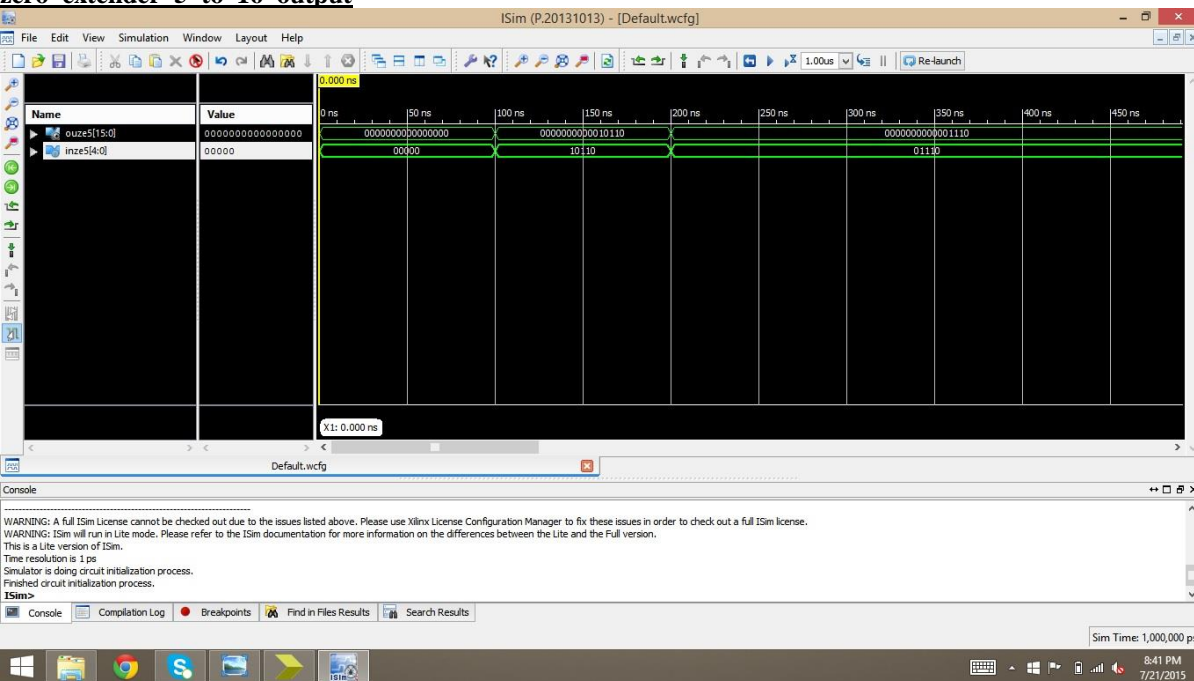 zero extender 5 to 16 output
ISim (P.20131013) - [Default.wcfg]
File Edit View Simulation Window Layout Help
1.00us Re-launch
0.000 ns
Name Value 0 ns 50 ns 100 ns 150 ns 200 ns 250 ns 300 ns 350 ns 400 ns 450 ns
ouze5[15:0] 0000000000000000 0000000000000000 0000000000010110 0000000000001110
inze5[4:0] 00000 00000 10110 01110
X1: 0.000 ns
Default.wcfg
Console
WARNING: A full ISim License cannot be checked out due to the issues listed above. Please use Xilinx License Configuration Manager to fix these issues in order to check out a full ISim license.
WARNING: ISim will run in Lite mode. Please refer to the ISim documentation for more information on the differences between the Lite and the Full version.
This is a Lite version of ISim.
Time resolution is 1 ps
Simulator is doing circuit initialization process.
Finished circuit initialization process.
ISim>
Console Compilation Log Breakpoints Find in Files Results Search Results
Sim Time: 1,000,000 p
8:41 PM
7/21/2015